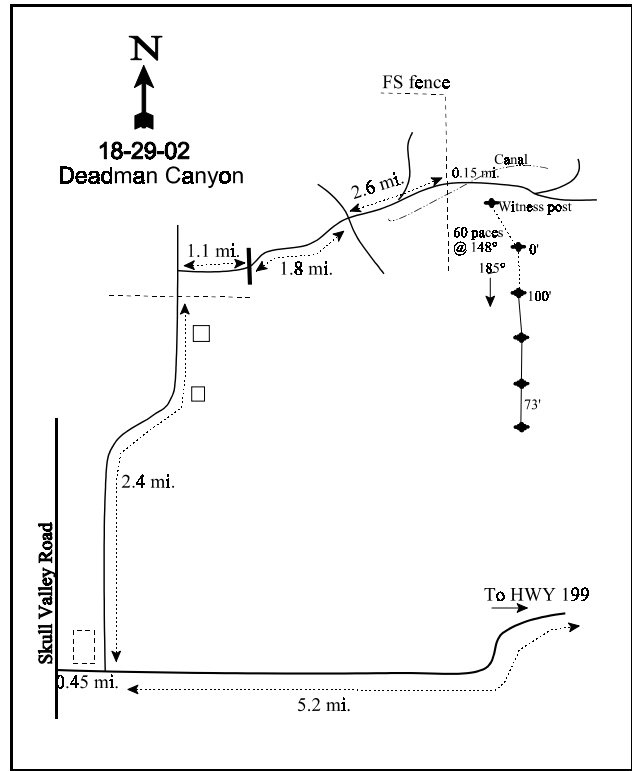 N
18-29-02
Deadman Canyon
FS fence
Canal
0.15 mi.
2.6 mi.
Witness post
60 paces
@ 148°
0'
185°
1.1 mi.
1.8 mi.
100'
73'
2.4 mi.
Skull Valley Road
To HWY 199
0.45 mi.
5.2 mi.